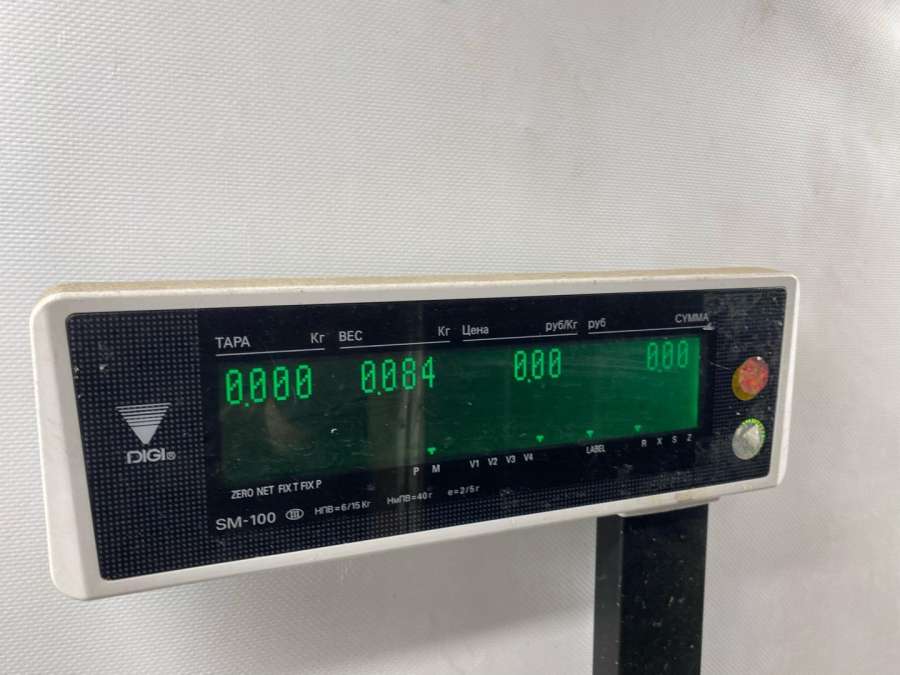 ТАРА Кг ВЕС Кг Цена руб/Кг руб СУММА
0.000 0.084 0.00 0.00
DIGI®
P M V1 V2 V3 V4 LABEL R X S Z
ZERO NET FIX T FIX P
SM-100 III НПВ=6/15 Кг НмПВ=40 г e=2/5 г